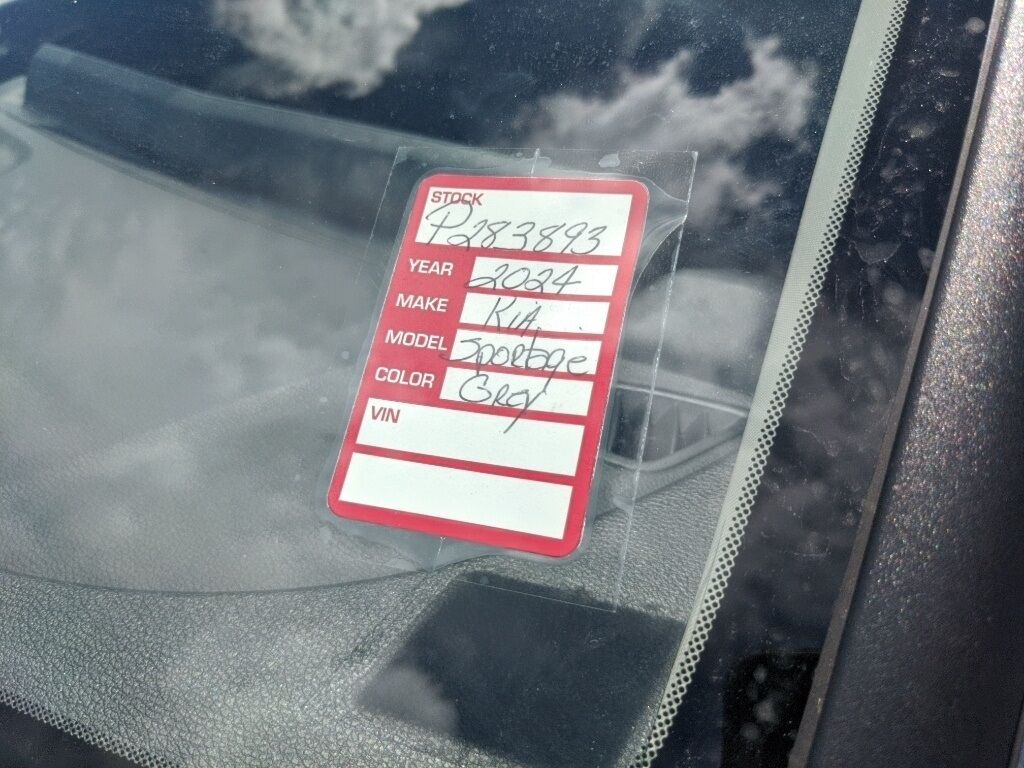 STOCK
P283893
YEAR 2024
MAKE KIA
MODEL Sportage
COLOR Grey
VIN